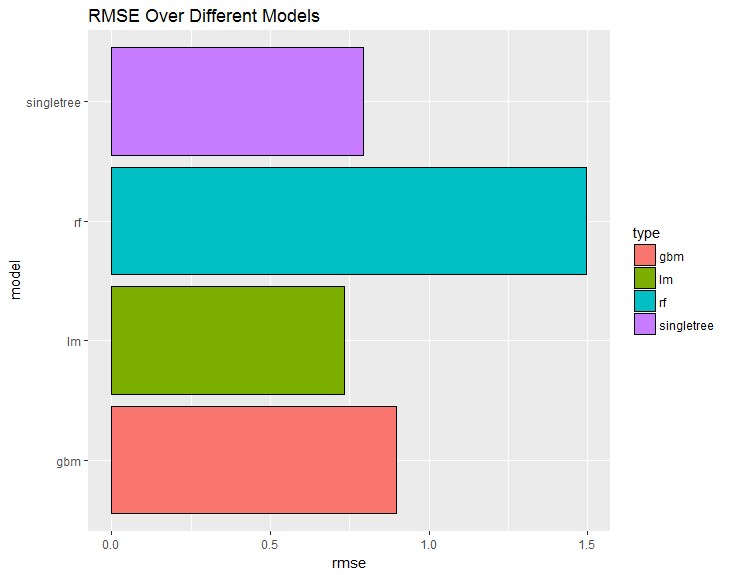 RMSE Over Different Models
singletree
rf
lm
gbm
model
0.0 0.5 1.0 1.5
rmse
type
gbm
lm
rf
singletree